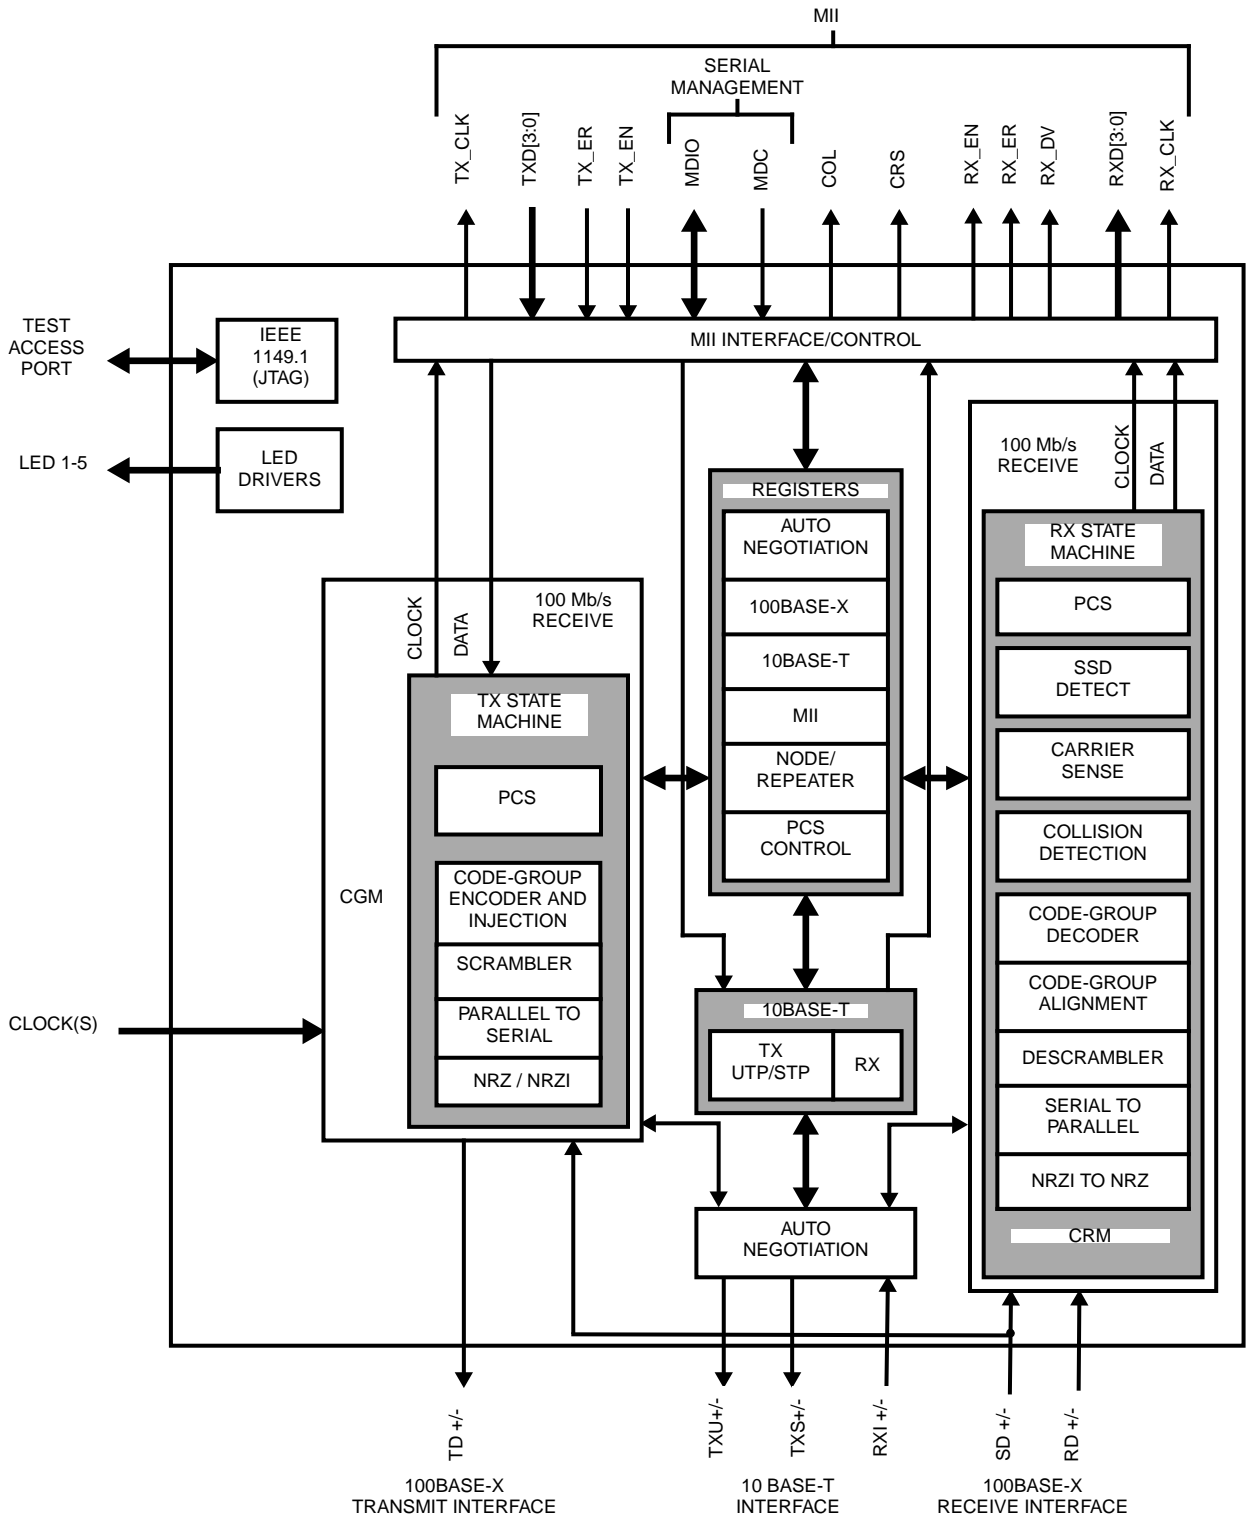 MII
SERIAL
MANAGEMENT
TX_CLK
TXD[3:0]
TX_ER
TX_EN
MDIO
MDC
COL
CRS
RX_EN
RX_ER
RX_DV
RXD[3:0]
RX_CLK
MII INTERFACE/CONTROL
TEST
ACCESS
PORT
IEEE
1149.1
(JTAG)
LED 1-5
LED
DRIVERS
100 Mb/s
RECEIVE
CLOCK
DATA
REGISTERS
AUTO
NEGOTIATION
100BASE-X
10BASE-T
MII
NODE/
REPEATER
PCS
CONTROL
RX STATE
MACHINE
PCS
SSD
DETECT
CARRIER
SENSE
COLLISION
DETECTION
CODE-GROUP
DECODER
CODE-GROUP
ALIGNMENT
DESCRAMBLER
SERIAL TO
PARALLEL
NRZI TO NRZ
CRM
100 Mb/s
RECEIVE
CLOCK
DATA
TX STATE
MACHINE
PCS
CGM
CODE-GROUP
ENCODER AND
INJECTION
SCRAMBLER
PARALLEL TO
SERIAL
NRZ / NRZI
CLOCK(S)
10BASE-T
TX
UTP/STP
RX
AUTO
NEGOTIATION
TD +/-
TXU+/-
TXS+/-
RXI +/-
SD +/-
RD +/-
100BASE-X
TRANSMIT INTERFACE
10 BASE-T
INTERFACE
100BASE-X
RECEIVE INTERFACE